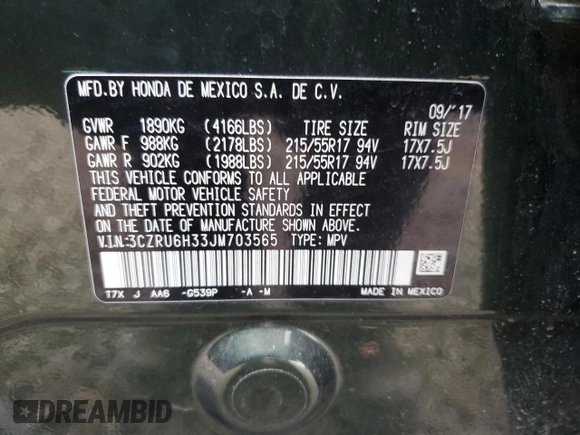 MFD.BY HONDA DE MEXICO S.A. DE C.V.
09/'17
GVWR 1890KG (4166LBS) TIRE SIZE RIM SIZE
GAWR F 988KG (2178LBS) 215/55R17 94V 17X7.5J
GAWR R 902KG (1988LBS) 215/55R17 94V 17X7.5J
THIS VEHICLE CONFORMS TO ALL APPLICABLE
FEDERAL MOTOR VEHICLE SAFETY
AND THEFT PREVENTION STANDARDS IN EFFECT
ON THE DATE OF MANUFACTURE SHOWN ABOVE.
V.I.N:3CZRU6H33JM703565 TYPE: MPV
T7X J AA6 -G539P -A -M MADE IN MEXICO
DREAMBID